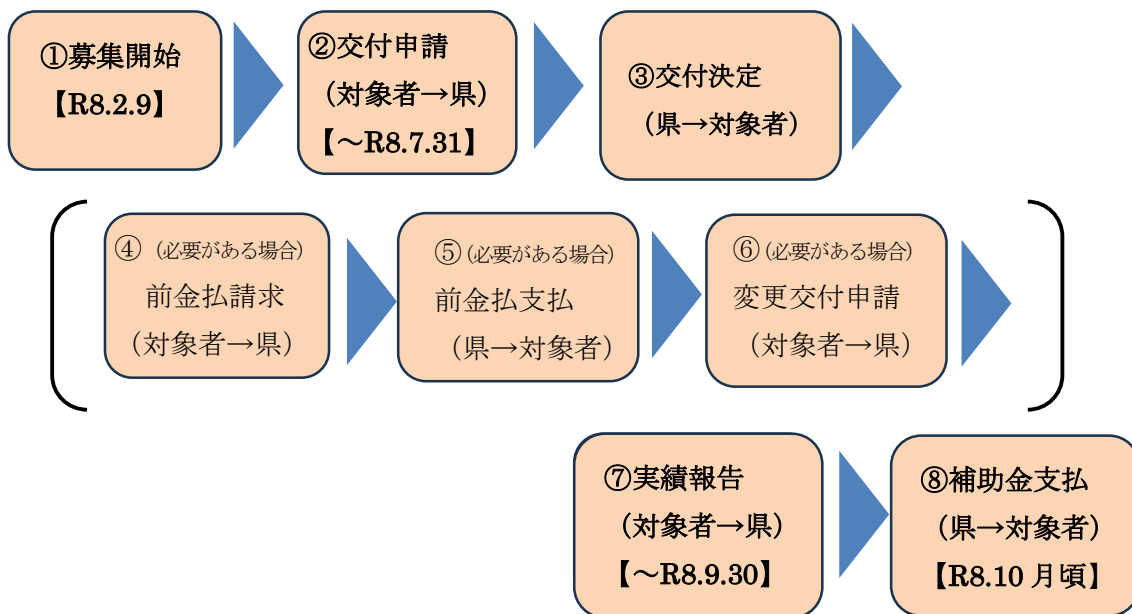 ①募集開始
【R8.2.9】
②交付申請
（対象者→県）
【～R8.7.31】
③交付決定
（県→対象者）
④ （必要がある場合）
前金払請求
（対象者→県）
⑤（必要がある場合）
前金払支払
（県→対象者）
⑥（必要がある場合）
変更交付申請
（対象者→県）
⑦実績報告
（対象者→県）
【～R8.9.30】
⑧補助金支払
（県→対象者）
【R8.10 月頃】